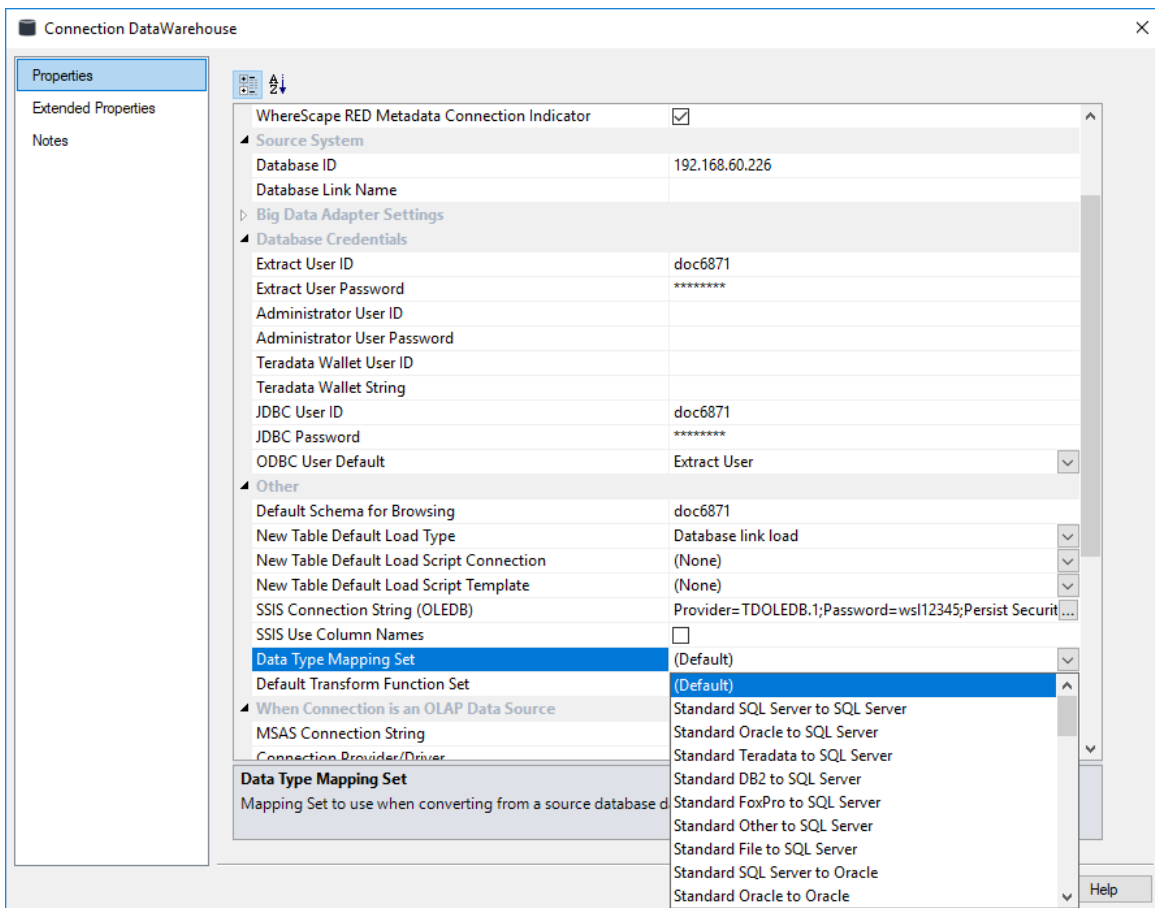 Connection DataWarehouse
Properties
Extended Properties
Notes
WhereScape RED Metadata Connection Indicator
Source System
Database ID 192.168.60.226
Database Link Name
Big Data Adapter Settings
Database Credentials
Extract User ID doc6871
Extract User Password ********
Administrator User ID
Administrator User Password
Teradata Wallet User ID
Teradata Wallet String
JDBC User ID doc6871
JDBC Password ********
ODBC User Default Extract User
Other
Default Schema for Browsing doc6871
New Table Default Load Type Database link load
New Table Default Load Script Connection (None)
New Table Default Load Script Template (None)
SSIS Connection String (OLEDB) Provider=TDOLEDB.1;Password=wsl12345;Persist Securit ...
SSIS Use Column Names
Data Type Mapping Set (Default)
Default Transform Function Set (Default)
When Connection is an OLAP Data Source Standard SQL Server to SQL Server
MSAS Connection String Standard Oracle to SQL Server
Connection Provider/Driver Standard Teradata to SQL Server
Data Type Mapping Set Standard DB2 to SQL Server
Mapping Set to use when converting from a source database d Standard FoxPro to SQL Server
Standard Other to SQL Server
Standard File to SQL Server
Standard SQL Server to Oracle
Standard Oracle to Oracle Help